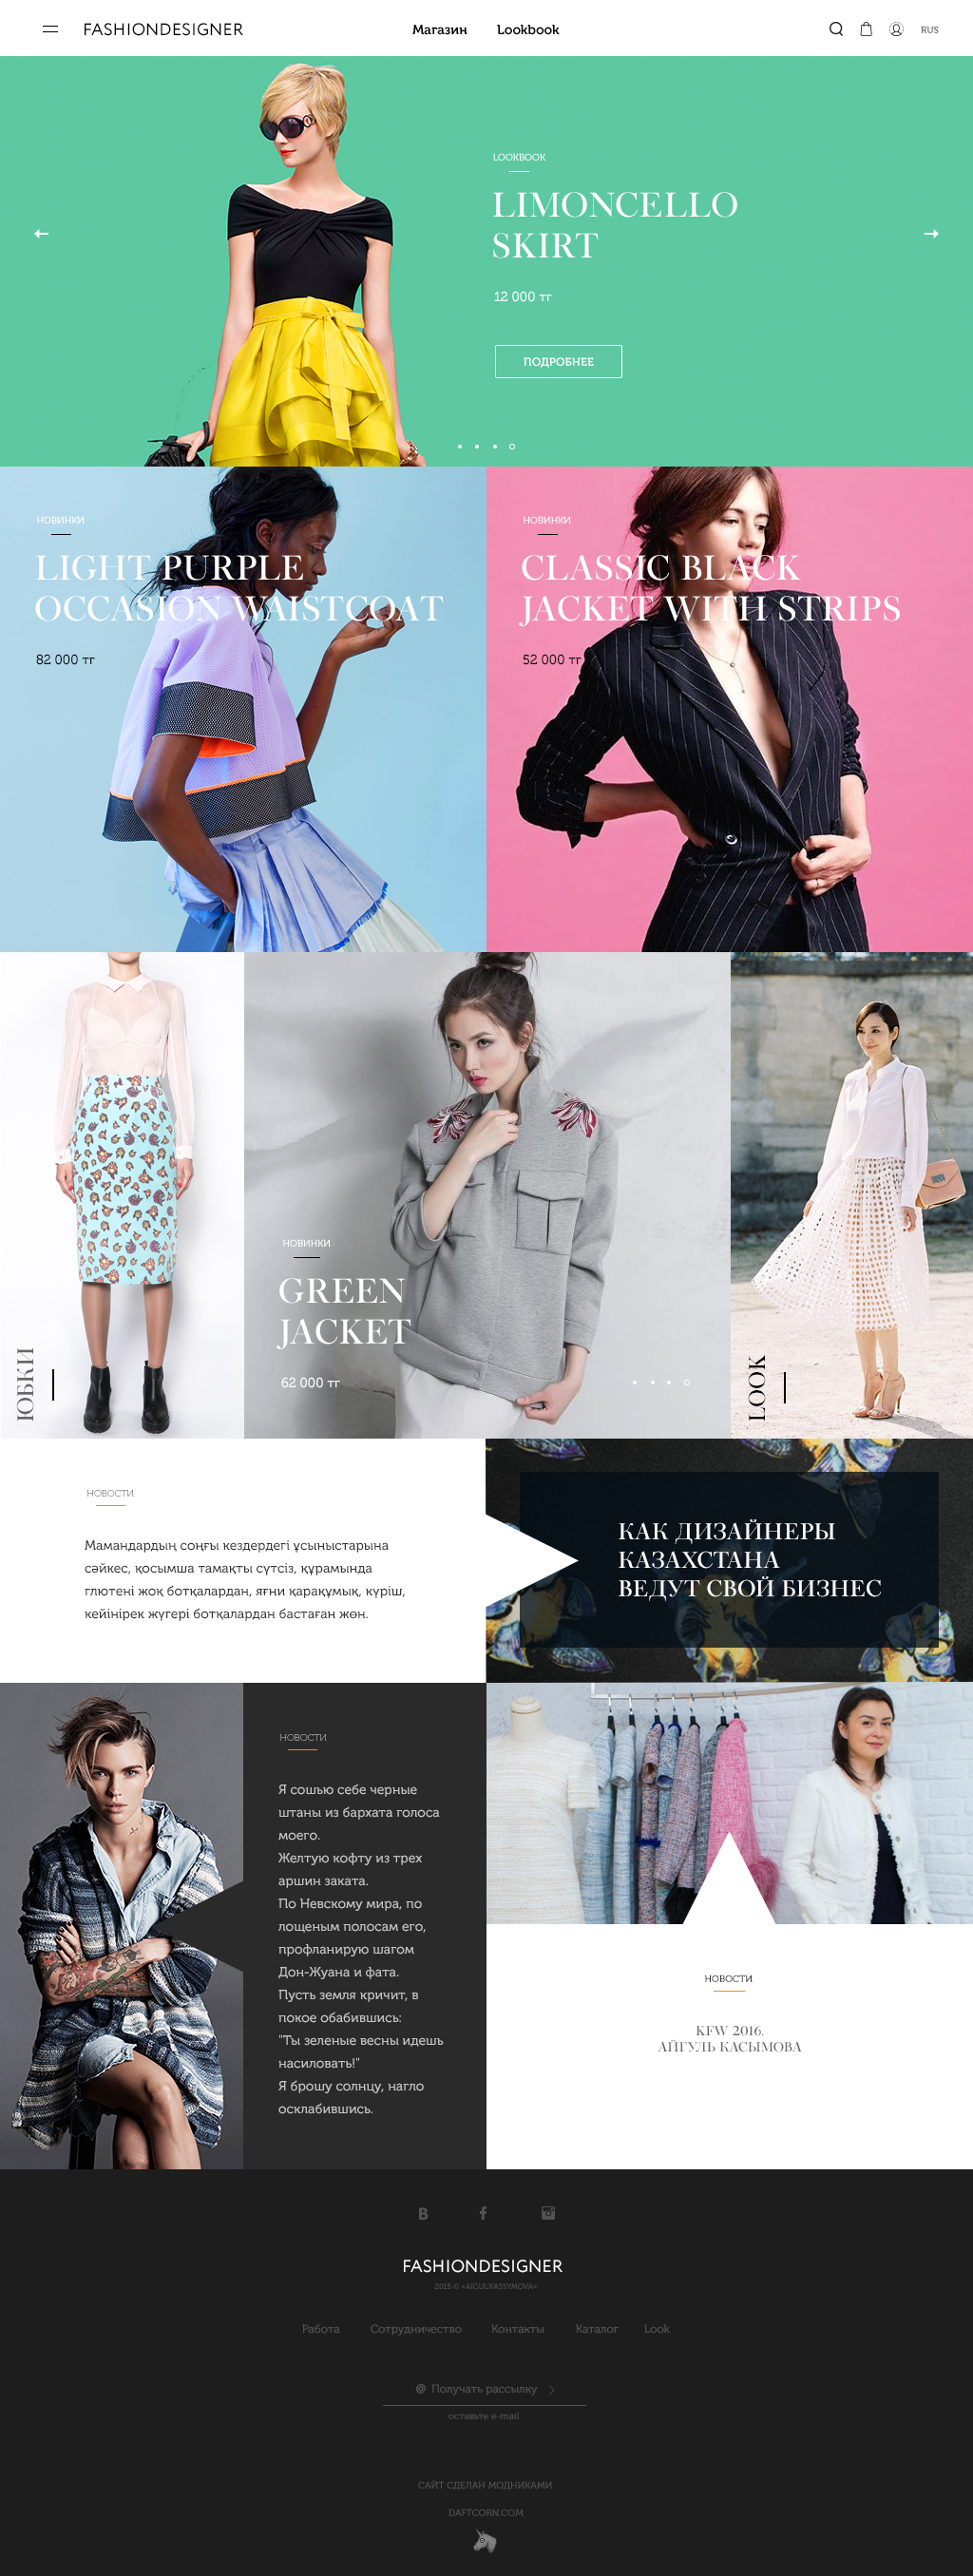 FASHIONDESIGNER
Магазин
Lookbook
RUS
LOOKBOOK
LIMONCELLO
SKIRT
12 000 тг
ПОДРОБНЕЕ
НОВИНКИ
LIGHT PURPLE
OCCASION WAISTCOAT
82 000 тг
НОВИНКИ
CLASSIC BLACK
JACKET WITH STRIPS
52 000 тг
ЮБКИ
НОВИНКИ
GREEN
JACKET
62 000 тг
LOOK
НОВОСТИ
Мамандардың соңғы кездердегі ұсыныстарына
сәйкес, қосымша тамақты сүтсіз, құрамында
глютені жоқ ботқалардан, яғни қарақұмық, күріш,
кейінірек жүгері ботқалардан бастаған жөн.
КАК ДИЗАЙНЕРЫ
КАЗАХСТАНА
ВЕДУТ СВОЙ БИЗНЕС
НОВОСТИ
Я сошью себе черные
штаны из бархата голоса
моего.
Желтую кофту из трех
аршин заката.
По Невскому мира, по
лощеным полосам его,
профланирую шагом
Дон-Жуана и фата.
Пусть земля кричит, в
покое обабившись:
"Ты зеленые весны идешь
насиловать!"
Я брошу солнцу, нагло
осклабившись.
НОВОСТИ
KFW 2016.
АЙГУЛЬ КАСЫМОВА
FASHIONDESIGNER
2015 © «AIGULKASSYMOVA»
Работа
Сотрудничество
Контакты
Каталог
Look
@ Получать рассылку
оставьте e-mail
САЙТ СДЕЛАН МОДНИКАМИ
DAFTCORN.COM